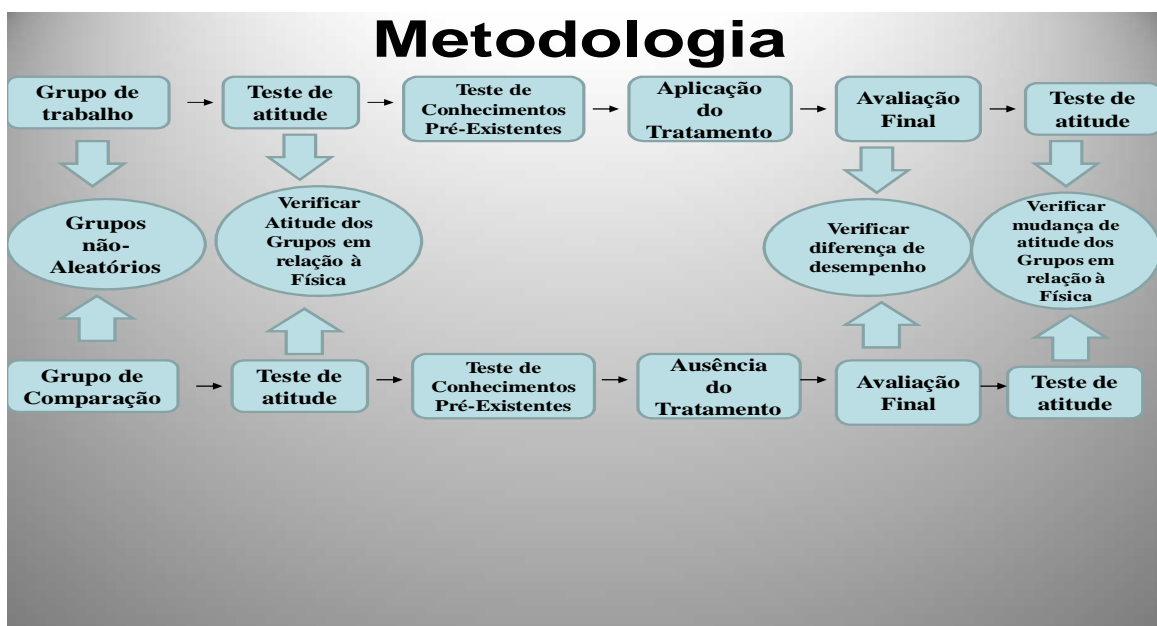 Metodologia
Grupo de
trabalho
Teste de
atitude
Teste de
Conhecimentos
Pré-Existentes
Aplicação
do
Tratamento
Avaliação
Final
Teste de
atitude
Grupos
não-
Aleatórios
Verificar
Atitude dos
Grupos em
relação à
Física
Verificar
diferença de
desempenho
Verificar
mudança de
atitude dos
Grupos em
relação à
Física
Grupo de
Comparação
Teste de
atitude
Teste de
Conhecimentos
Pré-Existentes
Ausência
do
Tratamento
Avaliação
Final
Teste de
atitude